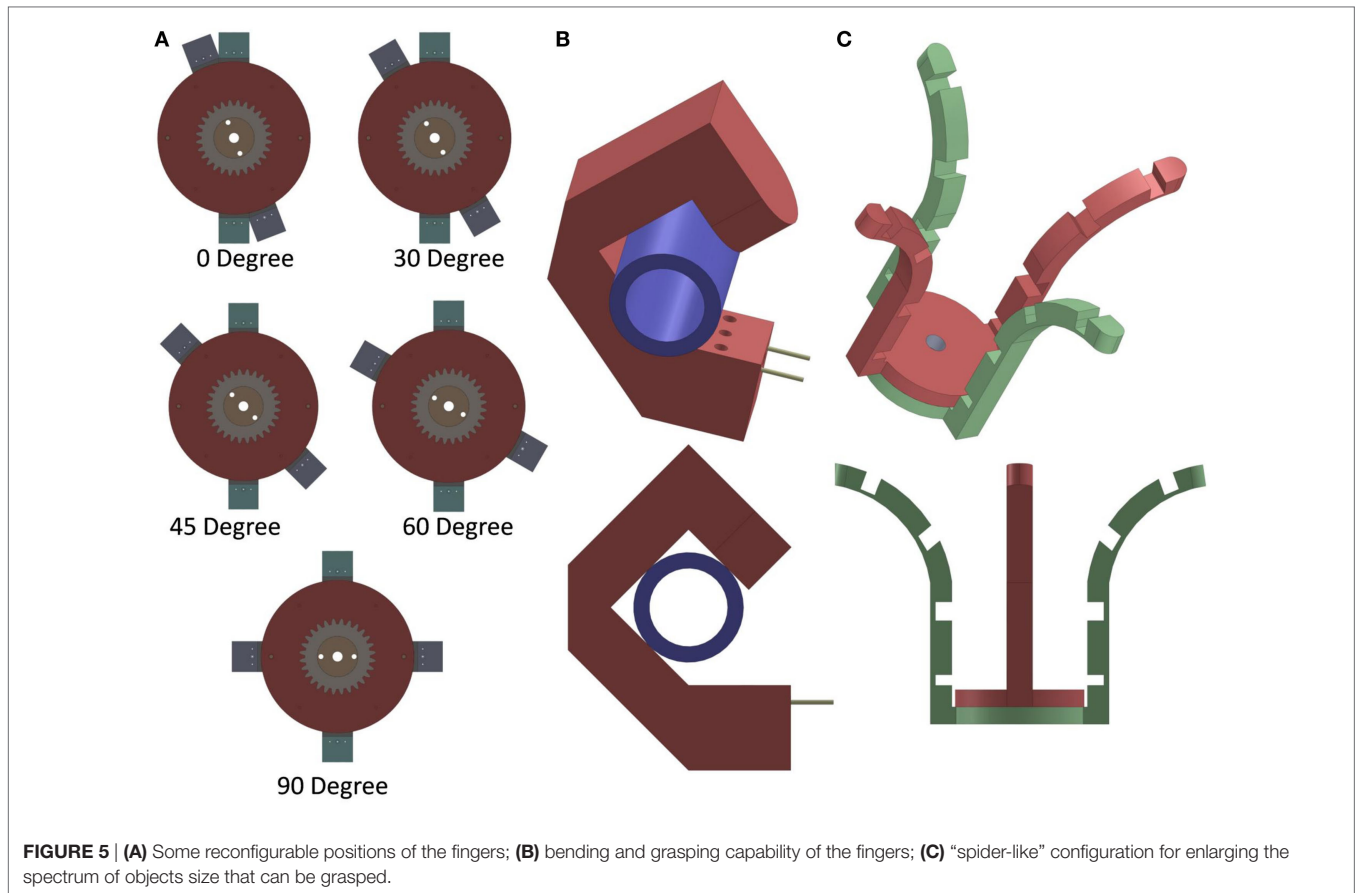 A
B
C
0 Degree
30 Degree
45 Degree
60 Degree
90 Degree
FIGURE 5 | (A) Some reconfigurable positions of the fingers; (B) bending and grasping capability of the fingers; (C) “spider-like” configuration for enlarging the
spectrum of objects size that can be grasped.